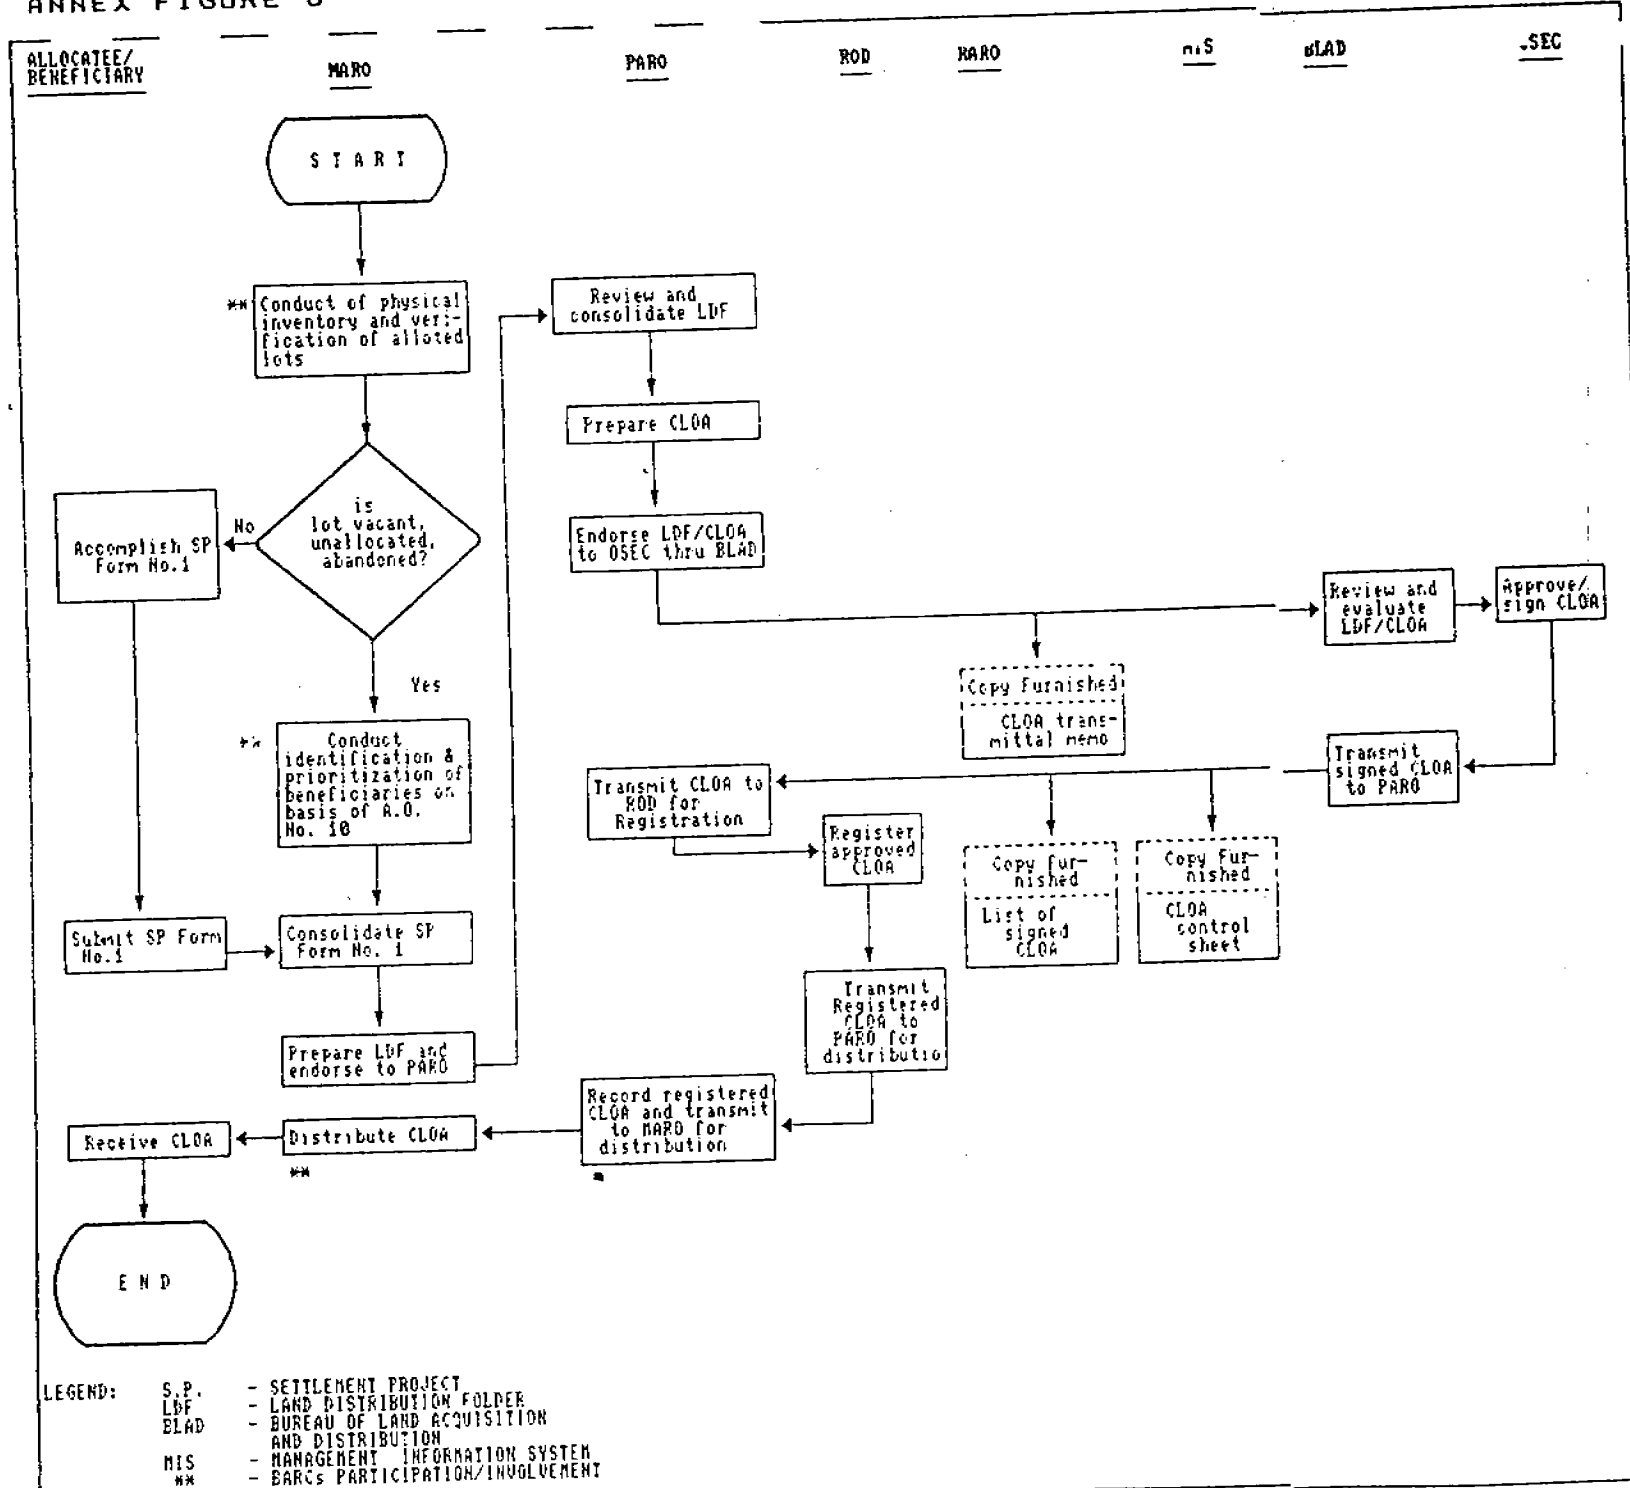 ANNEX FIGURE
ALLOCATEE/
BENEFICIARY
MARO
PARO
ROD
RARO
MIS
BLAD
.SEC
START
** Conduct of physical
inventory and veri-
fication of alloted
lots
is
lot vacant,
unallocated,
abandoned?
No
Yes
Accomplish SP
Form No.1
** Conduct
identification &
prioritization of
beneficiaries on
basis of A.O.
No. 10
Submit SP Form
No.1
Consolidate SP
Form No. 1
Prepare LDF and
endorse to PARO
Review and
consolidate LDF
Prepare CLOA
Endorse LDF/CLOA
to OSEC thru BLAD
Review and
evaluate
LDF/CLOA
Approve/
sign CLOA
Copy Furnished
CLOA trans-
mittal memo
Transmit
signed CLOA
to PARO
Transmit CLOA to
ROD for
Registration
Register
approved
CLOA
Copy fur-
nished
List of
signed
CLOA
Copy Fur-
nished
CLOA
control
sheet
Transmit
Registered
CLOA to
PARO for
distributio
Record registered
CLOA and transmit
to MARO for
distribution
Distribute CLOA
**
Receive CLOA
END
LEGEND:
S.P. - SETTLEMENT PROJECT
LDF - LAND DISTRIBUTION FOLDER
BLAD - BUREAU OF LAND ACQUISITION
AND DISTRIBUTION
MIS - MANAGEMENT INFORMATION SYSTEM
** - BARCs PARTICIPATION/INVOLVEMENT